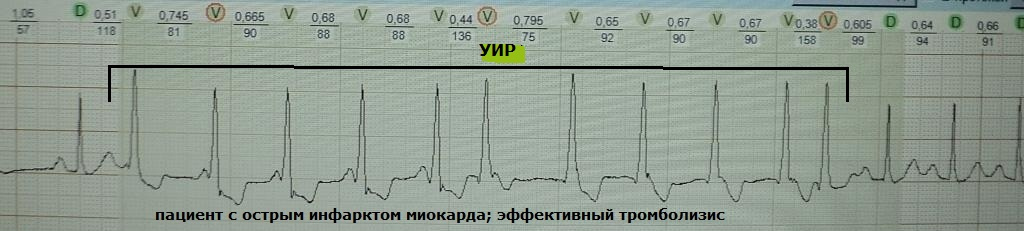 1,05 D 0,51 V 0,745 V 0,665 V 0,68 V 0,68 V 0,44 V 0,795 V 0,65 V 0,67 V 0,67 V 0,38 V 0,605 D 0,64 D 0,66 D
57 118 81 90 88 88 136 75 92 90 90 158 99 94 91
УИР
пациент с острым инфарктом миокарда; эффективный тромболизис